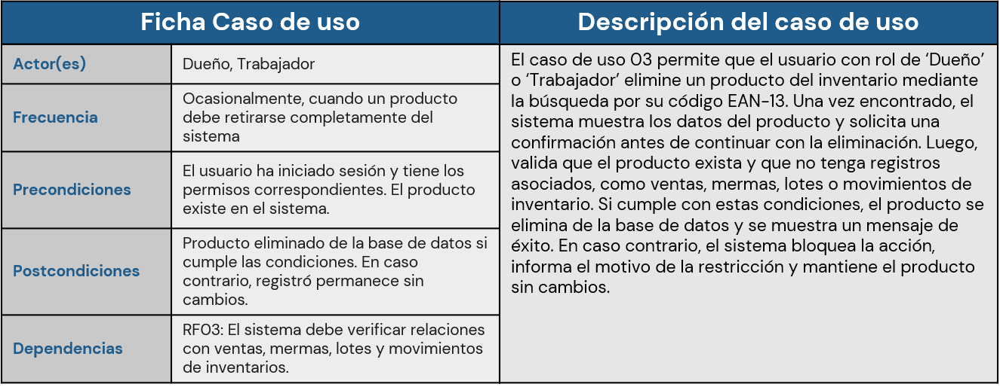 Ficha Caso de uso
Descripción del caso de uso
Actor(es)
Dueño, Trabajador
Frecuencia
Ocasionalmente, cuando un producto
debe retirarse completamente del
sistema
Precondiciones
El usuario ha iniciado sesión y tiene los
permisos correspondientes. El producto
existe en el sistema.
Postcondiciones
Producto eliminado de la base de datos si
cumple las condiciones. En caso
contrario, registró permanece sin
cambios.
Dependencias
RF03: El sistema debe verificar relaciones
con ventas, mermas, lotes y movimientos
de inventarios.
El caso de uso 03 permite que el usuario con rol de ‘Dueño’
o ‘Trabajador’ elimine un producto del inventario mediante
la búsqueda por su código EAN-13. Una vez encontrado, el
sistema muestra los datos del producto y solicita una
confirmación antes de continuar con la eliminación. Luego,
valida que el producto exista y que no tenga registros
asociados, como ventas, mermas, lotes o movimientos de
inventario. Si cumple con estas condiciones, el producto se
elimina de la base de datos y se muestra un mensaje de
éxito. En caso contrario, el sistema bloquea la acción,
informa el motivo de la restricción y mantiene el producto
sin cambios.